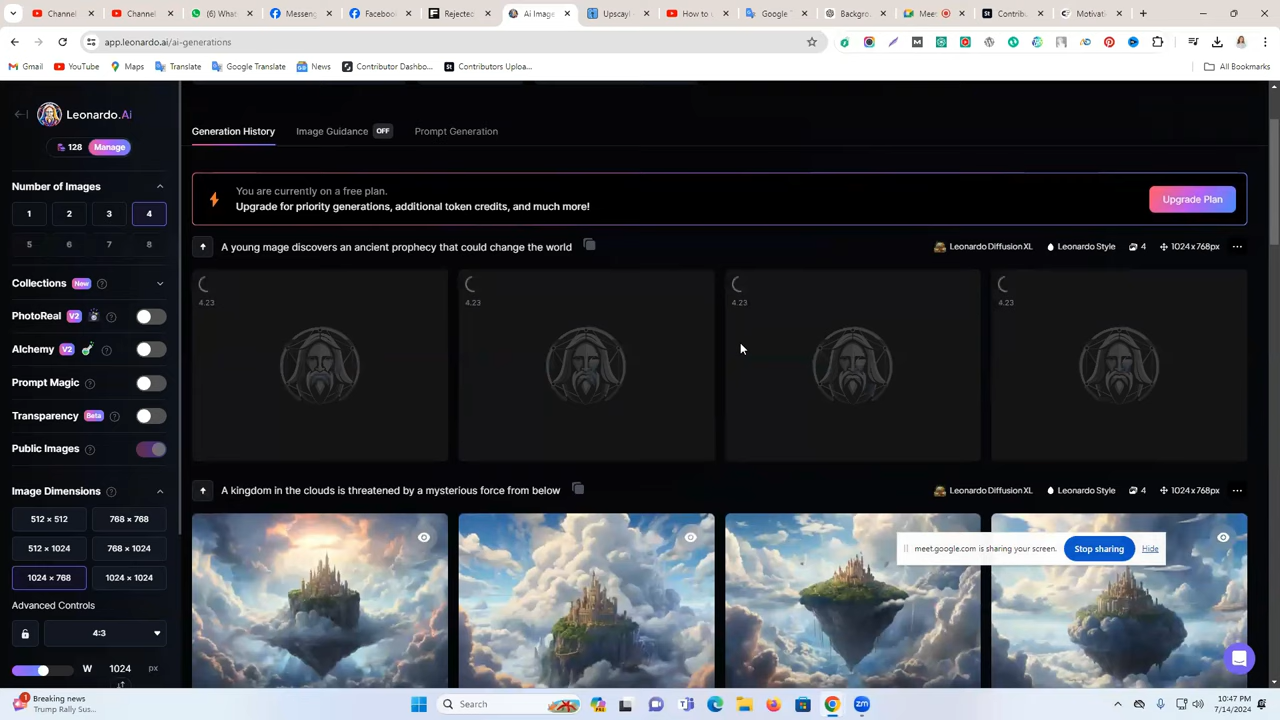 Channel
Channel
(6) What
Messeng
Facebook
Rejected
Ai Image
Upscayl
How to
Google
Backgro
Meet
Contribu
Motivat
app.leonardo.ai/ai-generations
Gmail
YouTube
Maps
Translate
Google Translate
News
Contributor Dashbo...
Contributors Uploa...
All Bookmarks
Leonardo.Ai
128
Manage
Number of Images
1
2
3
4
5
6
7
8
Collections
New
PhotoReal
V2
Alchemy
V2
Prompt Magic
Transparency
Beta
Public Images
Image Dimensions
512 × 512
768 × 768
512 × 1024
768 × 1024
1024 × 768
1024 × 1024
Advanced Controls
4:3
W
1024
px
Generation History
Image Guidance
OFF
Prompt Generation
You are currently on a free plan.
Upgrade for priority generations, additional token credits, and much more!
Upgrade Plan
A young mage discovers an ancient prophecy that could change the world
Leonardo Diffusion XL
Leonardo Style
4
1024x768px
4.23
4.23
4.23
4.23
A kingdom in the clouds is threatened by a mysterious force from below
Leonardo Diffusion XL
Leonardo Style
4
1024x768px
meet.google.com is sharing your screen.
Stop sharing
Hide
1
Breaking news
Trump Rally Sus...
Search
10:47 PM
7/14/2024